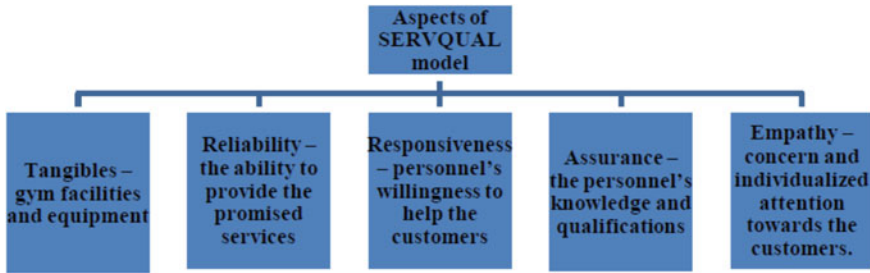 Aspects of
SERVQUAL
model
Tangibles –
gym facilities
and equipment
Reliability –
the ability to
provide the
promised
services
Responsiveness
– personnel's
willingness to
help the
customers
Assurance –
the personnel's
knowledge and
qualifications
Empathy –
concern and
individualized
attention
towards the
customers.